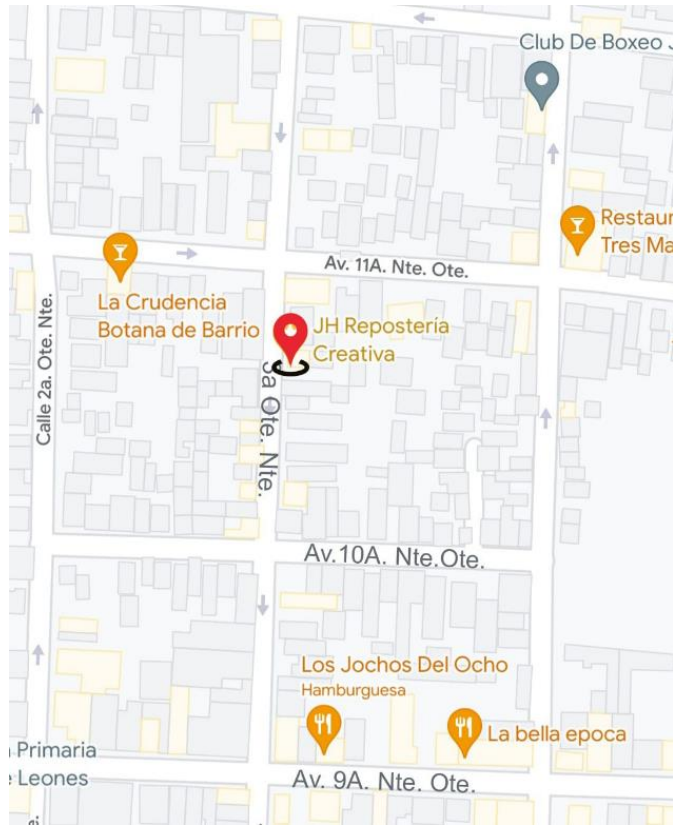 Club De Boxeo J
Restaur
Tres Ma
Av. 11A. Nte. Ote.
La Crudencia
Botana de Barrio
JH Repostería
Creativa
Calle 2a. Ote. Nte.
3a Ote. Nte.
Av.10A. Nte.Ote.
Los Jochos Del Ocho
Hamburguesa
La bella epoca
Primaria
Leones
Av. 9A. Nte. Ote.